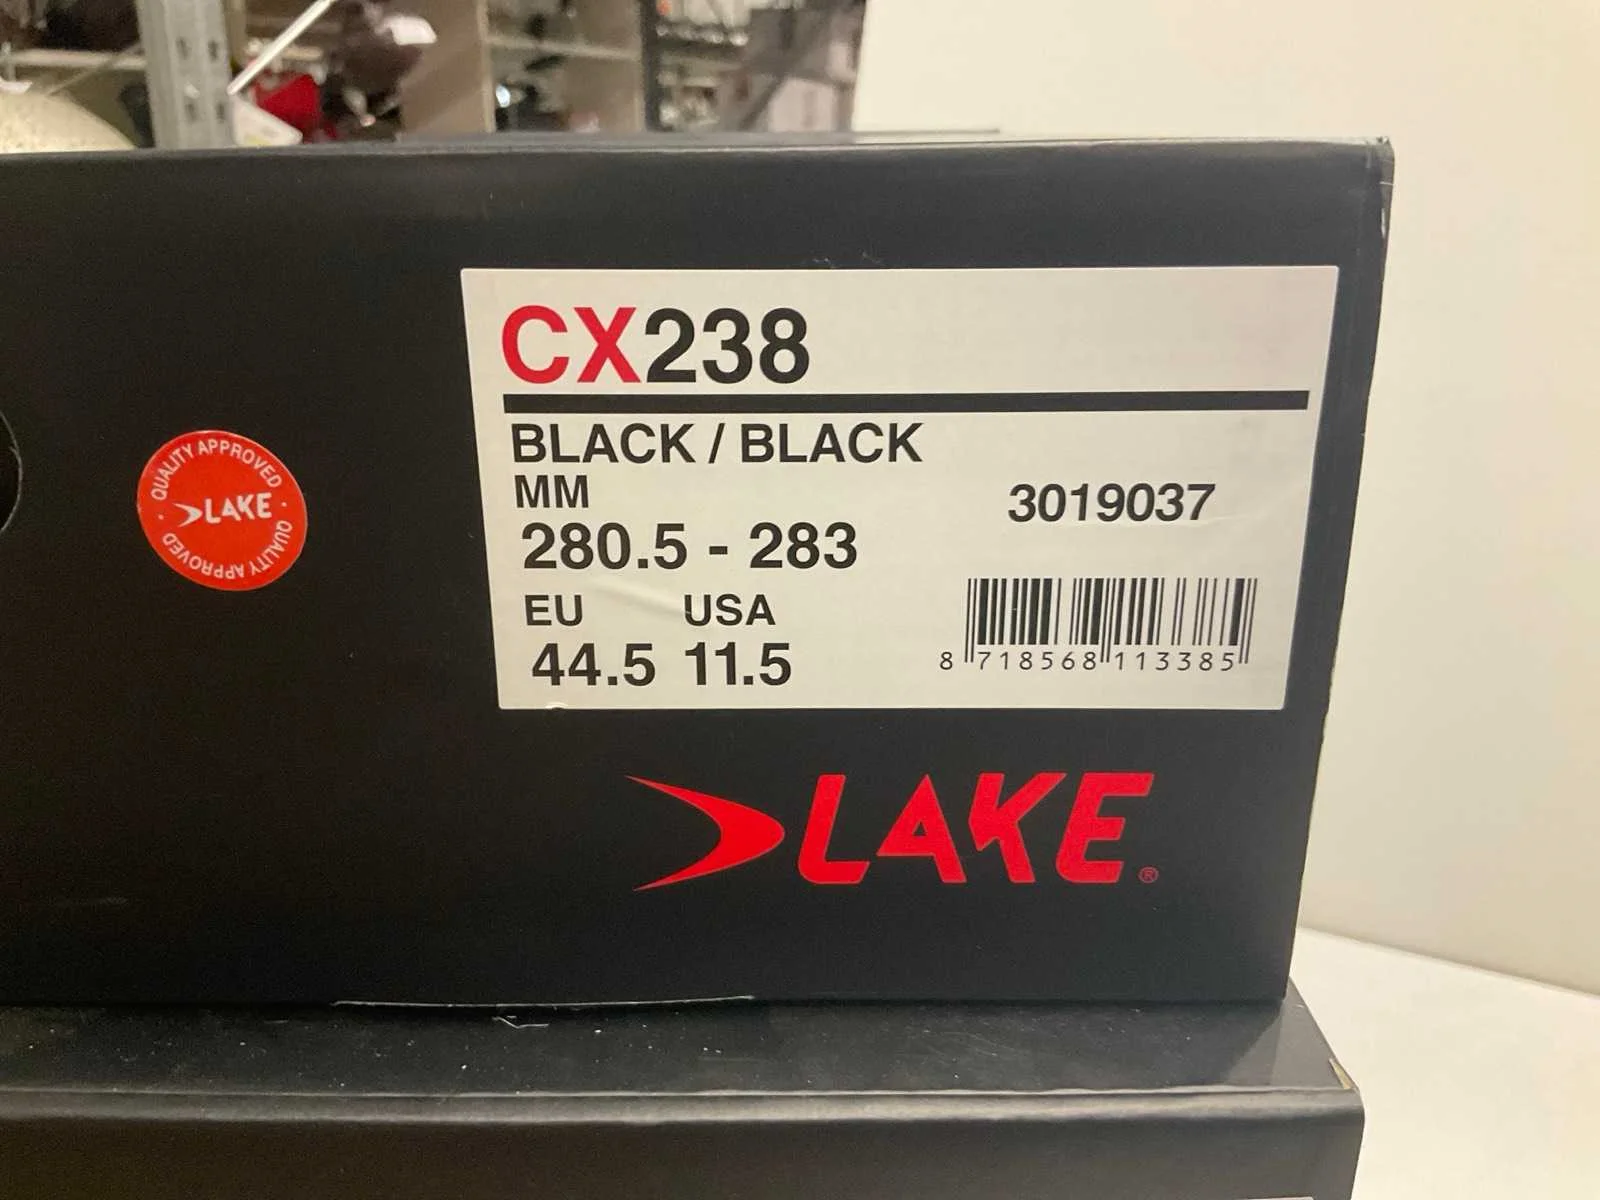 CX238
BLACK / BLACK
MM
3019037
280.5 - 283
EU USA
44.5 11.5
8 718568 113385
QUALITY APPROVED
LAKE
QUALITY APPROVED
LAKE®